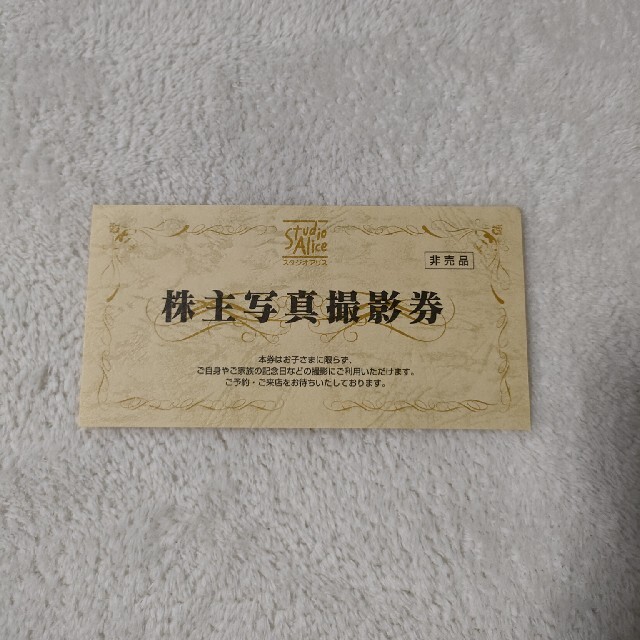 Studio
Alice
スタジオアリス
非売品
株主写真撮影券
本券はお子さまに限らず、
ご自身やご家族の記念日などの撮影にご利用いただけます。
ご予約・ご来店をお待ちいたしております。